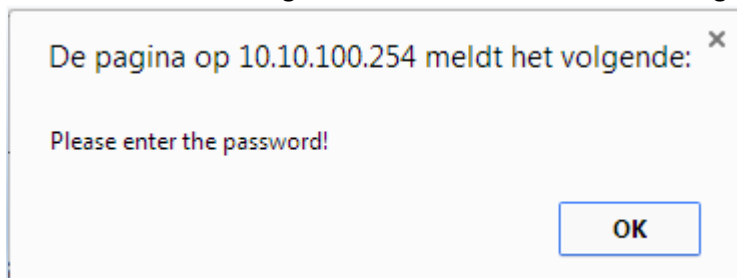 De pagina op 10.10.100.254 meldt het volgende:
Please enter the password!
OK